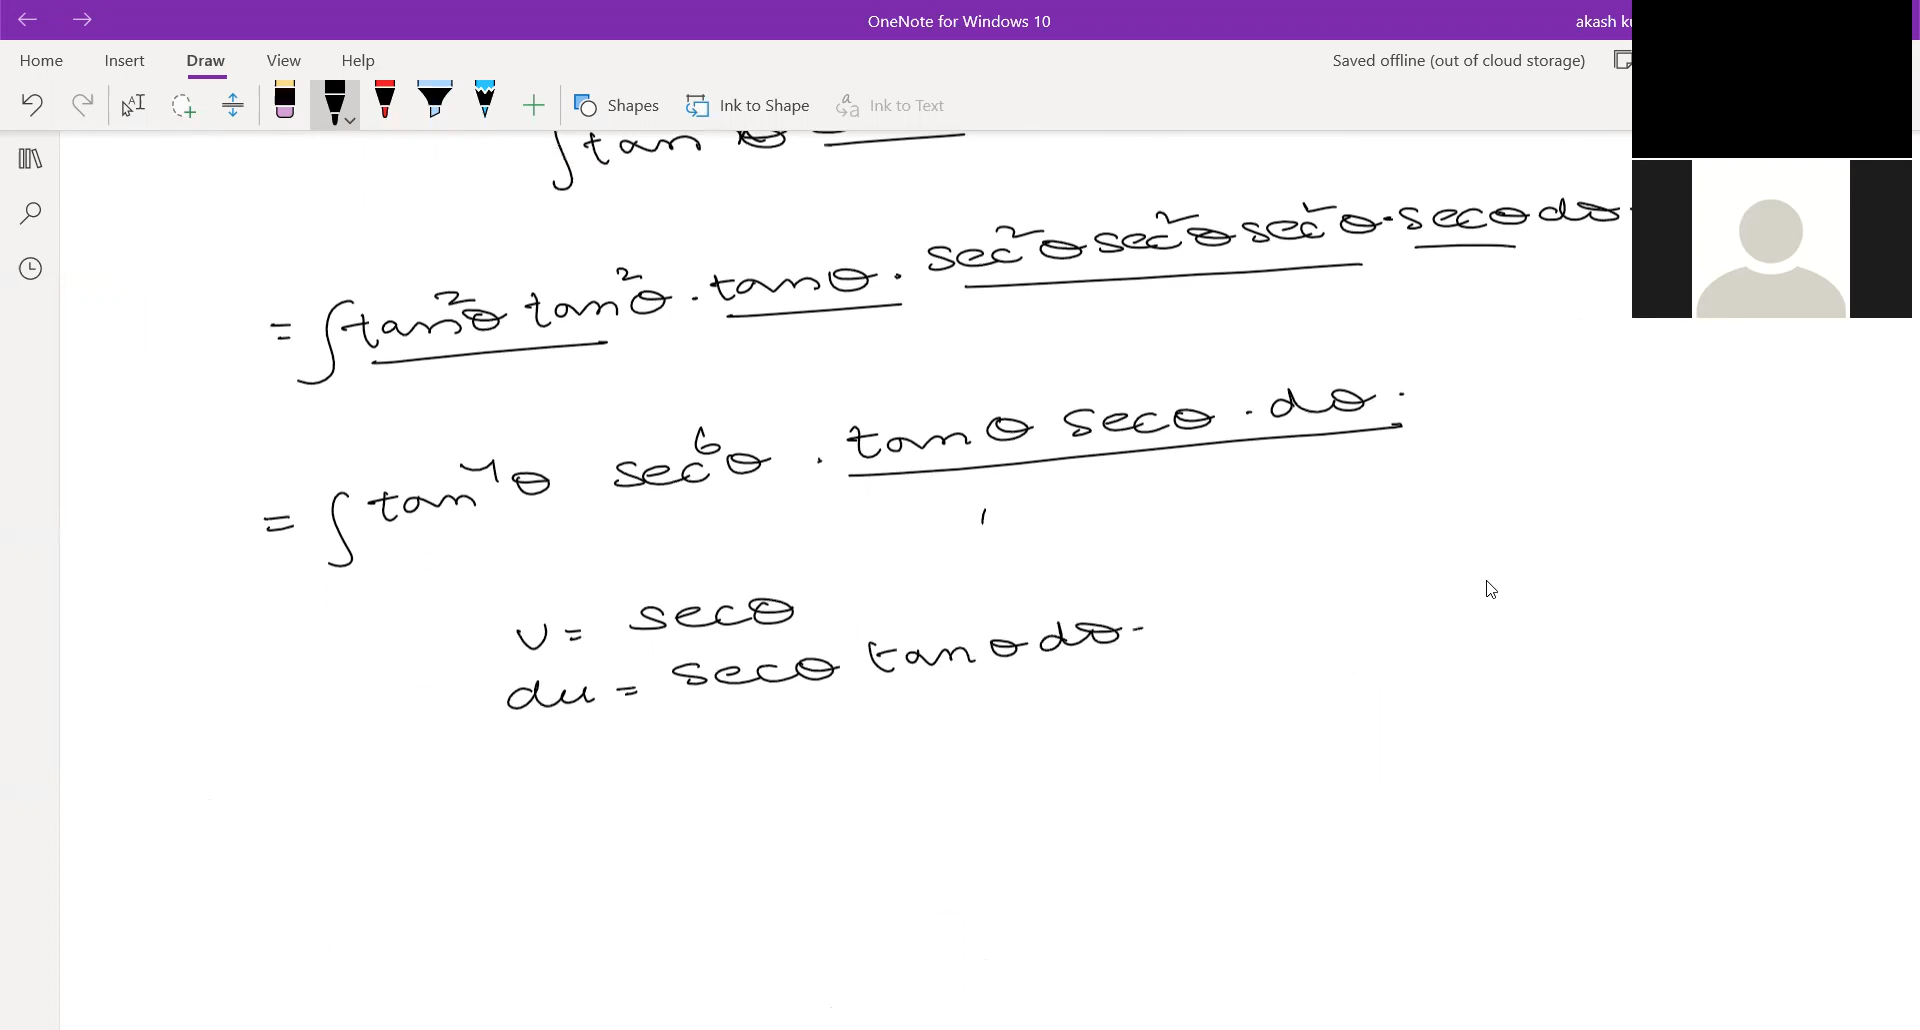 OneNote for Windows 10
akash ku
Home Insert Draw View Help
Saved offline (out of cloud storage)
Shapes Ink to Shape Ink to Text
∫tan θ
= ∫tan²θ tan²θ · tanθ · sec²θ sec²θ sec²θ · secθ dθ
= ∫tan⁴θ sec⁶θ · tanθ secθ · dθ ·
u = secθ
du = secθ tanθ dθ